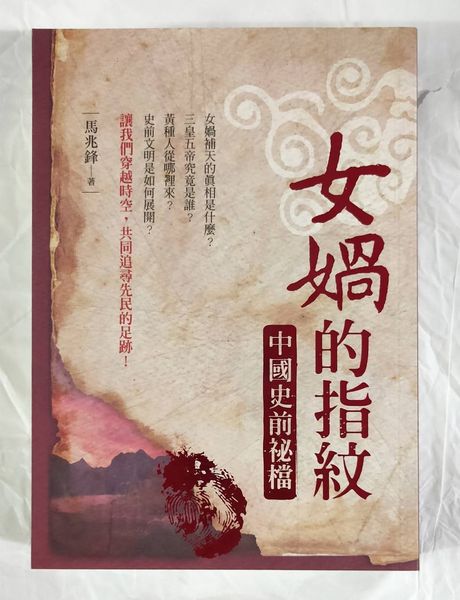 女媧的指紋
中國史前祕檔
女媧補天的真相是什麼？
三皇五帝究竟是誰？
黃種人從哪裡來？
史前文明是如何展開？
讓我們穿越時空，共同追尋先民的足跡！
馬兆鋒──著